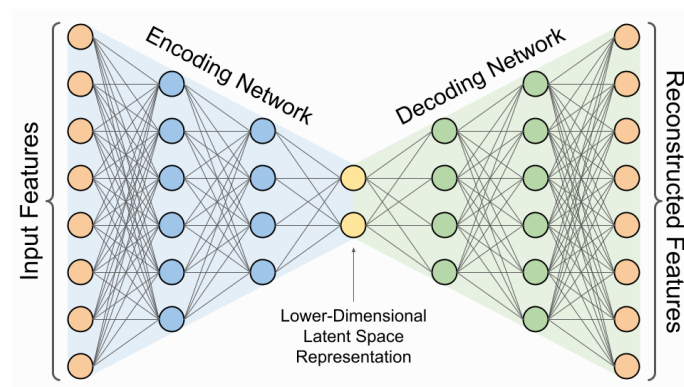 Input Features
Encoding Network
Decoding Network
Reconstructed Features
Lower-Dimensional
Latent Space
Representation